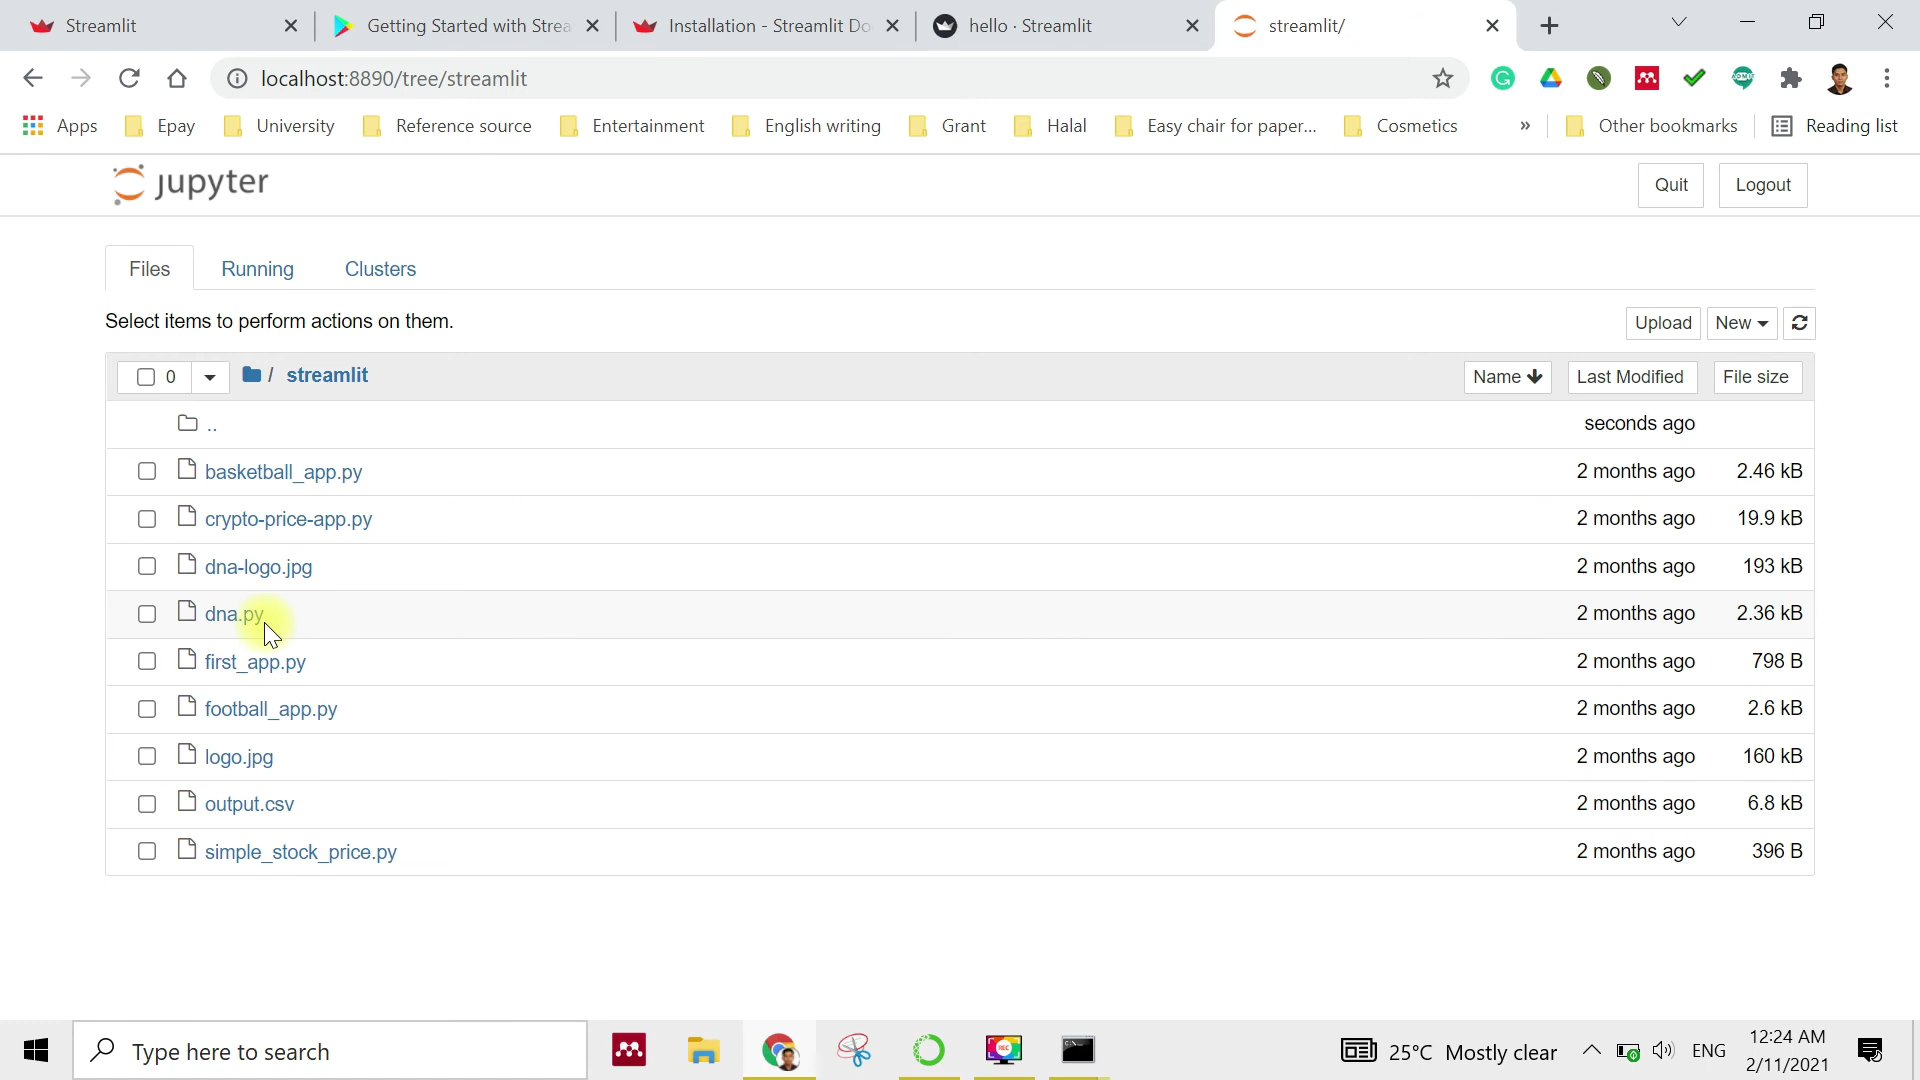 Streamlit
Getting Started with Strea
Installation - Streamlit Do
hello · Streamlit
streamlit/
localhost:8890/tree/streamlit
Apps
Epay
University
Reference source
Entertainment
English writing
Grant
Halal
Easy chair for paper...
Cosmetics
»
Other bookmarks
Reading list
jupyter
Quit
Logout
Files
Running
Clusters
Select items to perform actions on them.
Upload
New
0
/ streamlit
Name
Last Modified
File size
..
seconds ago
basketball_app.py
2 months ago
2.46 kB
crypto-price-app.py
2 months ago
19.9 kB
dna-logo.jpg
2 months ago
193 kB
dna.py
2 months ago
2.36 kB
first_app.py
2 months ago
798 B
football_app.py
2 months ago
2.6 kB
logo.jpg
2 months ago
160 kB
output.csv
2 months ago
6.8 kB
simple_stock_price.py
2 months ago
396 B
Type here to search
REC
25°C Mostly clear
ENG
12:24 AM
2/11/2021